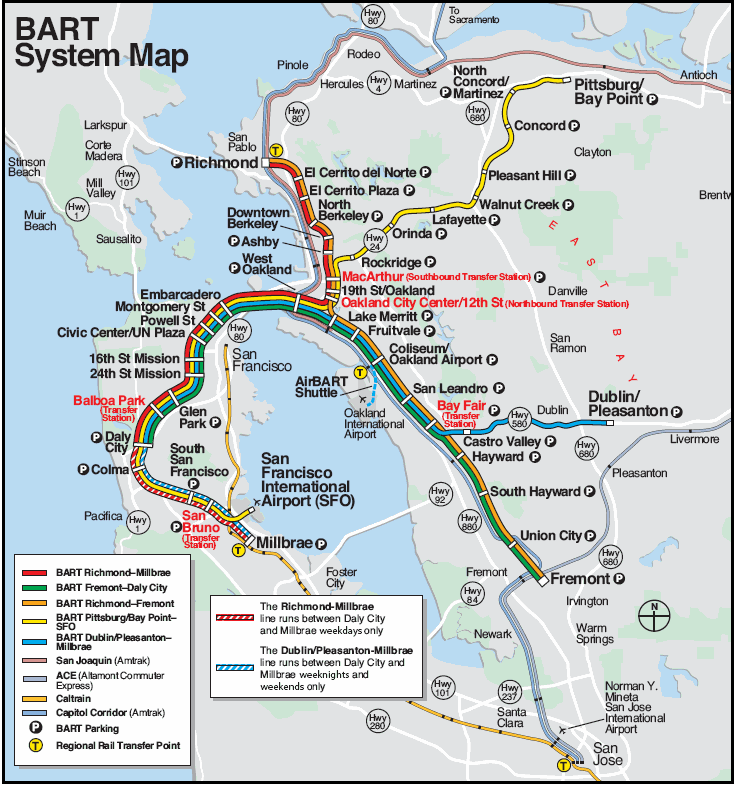 BART
System Map
Hwy
80
To
Sacramento
Pinole
Rodeo
Hercules
Hwy
4
Martinez
North
Concord/
Martinez P
Hwy
680
Pittsburg/
Bay Point P
Antioch
Hwy
80
Concord P
Clayton
Larkspur
Corte
Madera
Hwy
101
Mill
Valley
Stinson
Beach
Hwy
1
Muir
Beach
Sausalito
San
Pablo
T
P Richmond
El Cerrito del Norte P
El Cerrito Plaza P
North
Berkeley P
Downtown
Berkeley
P Ashby
West
P Oakland
Pleasant Hill P
Walnut Creek P
Lafayette P
Orinda P
Hwy
24
Rockridge P
Brentw
EAST BAY
MacArthur (Southbound Transfer Station) P
19th St/Oakland
Oakland City Center/12th St (Northbound Transfer Station)
Danville
San
Ramon
Lake Merritt P
Fruitvale P
Coliseum/
Oakland Airport P
San Leandro P
Bay Fair P
(Transfer
Station)
Embarcadero
Montgomery St
Powell St
Civic Center/UN Plaza
16th St Mission
24th St Mission
Hwy
80
San
Francisco
Balboa Park
(Transfer
Station)
Glen
Park P
P Daly
City
P Colma
South
San
Francisco
P
T
AirBART
Shuttle
Oakland
International
Airport
Hwy
580
Dublin
Dublin/
Pleasanton P
Castro Valley P
Hayward P
Hwy
680
Livermore
Pleasanton
San
Francisco
International
Airport (SFO)
Pacifica
Hwy
1
P San
Bruno
(Transfer
Station)
T
Millbrae P
Hwy
92
Hwy
880
South Hayward P
Union City P
Hwy
680
Fremont
Fremont P
Foster
City
Hwy
84
Irvington
Warm
Springs
Newark
N
BART Richmond–Millbrae
BART Fremont–Daly City
BART Richmond–Fremont
BART Pittsburg/Bay Point–
SFO
BART Dublin/Pleasanton–
Millbrae
San Joaquin (Amtrak)
ACE (Altamont Commuter
Express)
Caltrain
Capitol Corridor (Amtrak)
P BART Parking
T Regional Rail Transfer Point
The Richmond-Millbrae
line runs between Daly City
and Millbrae weekdays only
The Dublin/Pleasanton-Millbrae
line runs between Daly City and
Millbrae weeknights and
weekends only
Hwy
280
Hwy
101
Hwy
237
Santa
Clara
Norman Y.
Mineta
San Jose
International
Airport
San
Jose
T